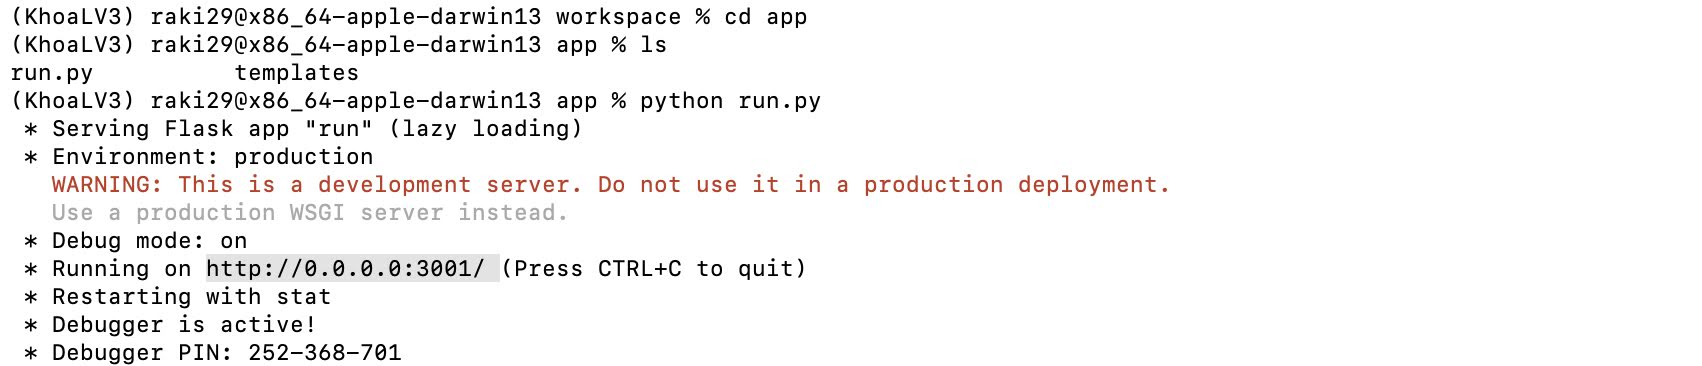 (KhoaLV3) raki29@x86_64-apple-darwin13 workspace % cd app
(KhoaLV3) raki29@x86_64-apple-darwin13 app % ls
run.py          templates
(KhoaLV3) raki29@x86_64-apple-darwin13 app % python run.py
 * Serving Flask app "run" (lazy loading)
 * Environment: production
   WARNING: This is a development server. Do not use it in a production deployment.
   Use a production WSGI server instead.
 * Debug mode: on
 * Running on http://0.0.0.0:3001/ (Press CTRL+C to quit)
 * Restarting with stat
 * Debugger is active!
 * Debugger PIN: 252-368-701